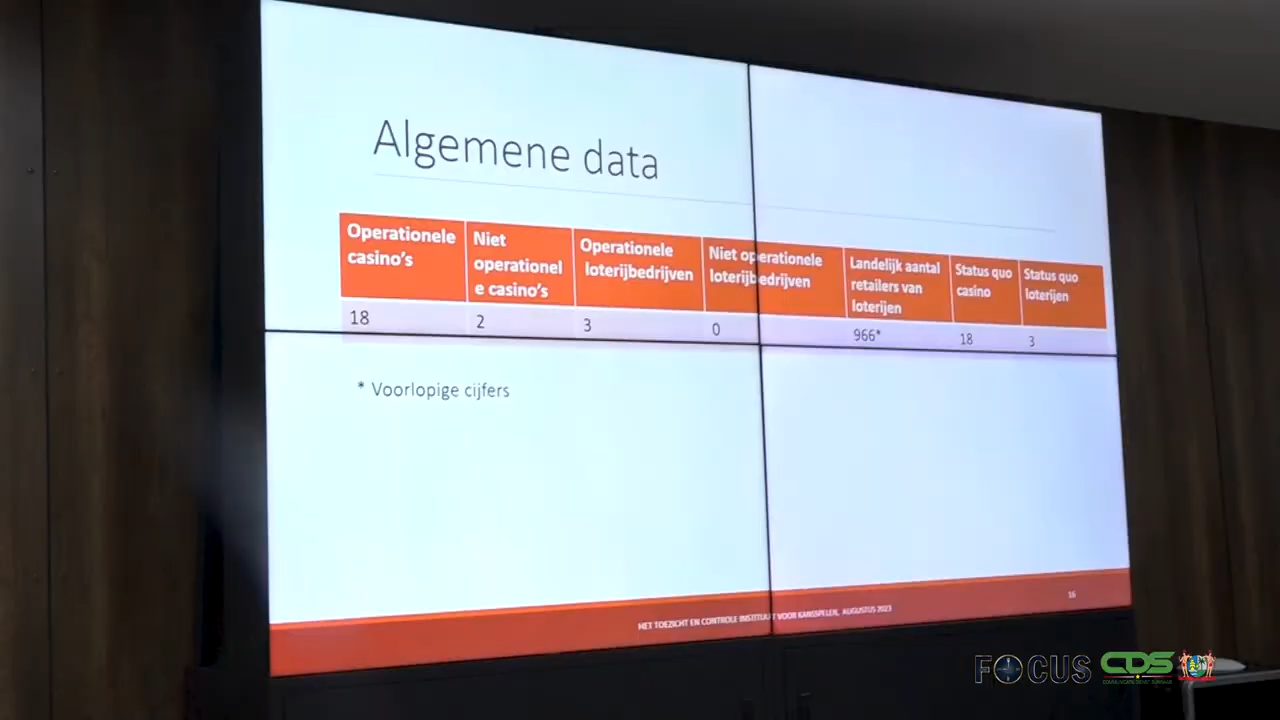 Algemene data
Operationele
casino's
Niet
operationel
e casino's
Operationele
loterijbedrijven
Niet operationele
loterijbedrijven
Landelijk aantal
retailers van
loterijen
Status quo
casino
Status quo
loterijen
18
2
3
0
966*
18
3
* Voorlopige cijfers
HET TOEZICHT EN CONTROLE INSTITUUT VOOR KANSSPELEN, AUGUSTUS 2023
16
FOCUS
CDS